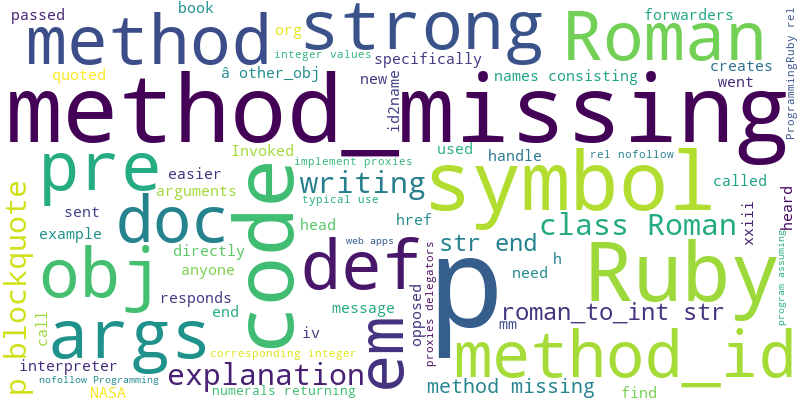 passed
book
org
forwarders
method
strong
Roman
integer values
specifically
creates
quoted
â other_obj
new
names consisting
went
ProgrammingRuby rel
id2name
method_missing
pre
Invoked
used
handle
rel nofollow
implement proxies
easier
arguments
code
writing
symbol
called
typical use
p blockquote
sent
doc
head
href
class Roman
xxiii
heard
example
directly
web apps
str end
anyone
def
need
h
obj
p
Ruby
program assuming
call
responds
end
message
opposed
proxies delegators
roman_to_int str
args
iv
mm
em
corresponding integer
method_id
interpreter
explanation
nofollow Programming
NASA
numerals returning
method missing
find